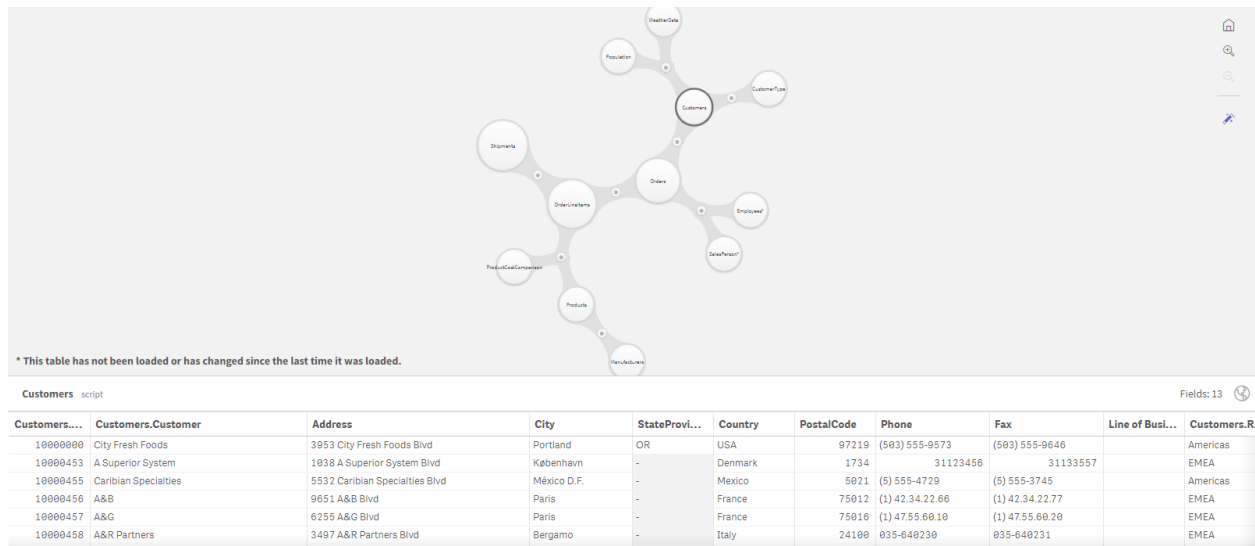 WeatherData
Population
CustomerType
Customers
Shipments
Orders
OrderLineItems
Employees*
SalesPerson*
ProductCostComparison
Products
Manufacturers
* This table has not been loaded or has changed since the last time it was loaded.
Customers script Fields: 13
Customers.... Customers.Customer Address City StateProvi... Country PostalCode Phone Fax Line of Busi... Customers.R.
10000000 City Fresh Foods 3953 City Fresh Foods Blvd Portland OR USA 97219 (503) 555-9573 (503) 555-9646 Americas
10000453 A Superior System 1038 A Superior System Blvd København - Denmark 1734 31123456 31133557 EMEA
10000455 Caribian Specialties 5532 Caribian Specialties Blvd México D.F. - Mexico 5021 (5) 555-4729 (5) 555-3745 Americas
10000456 A&B 9651 A&B Blvd Paris - France 75012 (1) 42.34.22.66 (1) 42.34.22.77 EMEA
10000457 A&G 6255 A&G Blvd Paris - France 75016 (1) 47.55.60.10 (1) 47.55.60.20 EMEA
10000458 A&R Partners 3497 A&R Partners Blvd Bergamo - Italy 24100 035-640230 035-640231 EMEA